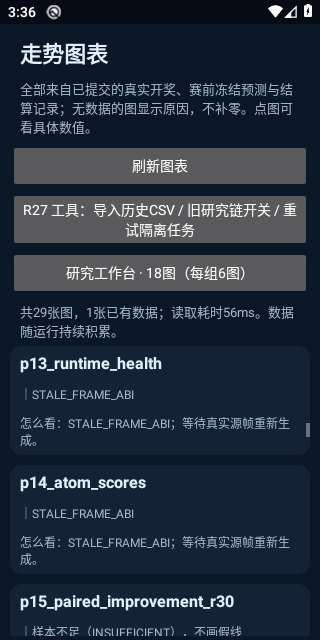 3:36
走势图表
全部来自已提交的真实开奖、赛前冻结预测与结
算记录；无数据的图显示原因，不补零。点图可
看具体数值。
刷新图表
R27 工具：导入历史CSV / 旧研究链开关 / 重
试隔离任务
研究工作台 · 18图（每组6图）
共29张图，1张已有数据；读取耗时56ms。数据
随运行持续积累。
p13_runtime_health
｜STALE_FRAME_ABI
怎么看：STALE_FRAME_ABI；等待真实源帧重新生
成。
p14_atom_scores
｜STALE_FRAME_ABI
怎么看：STALE_FRAME_ABI；等待真实源帧重新生
成。
p15_paired_improvement_r30
｜样本不足（INSUFFICIENT），不画假线